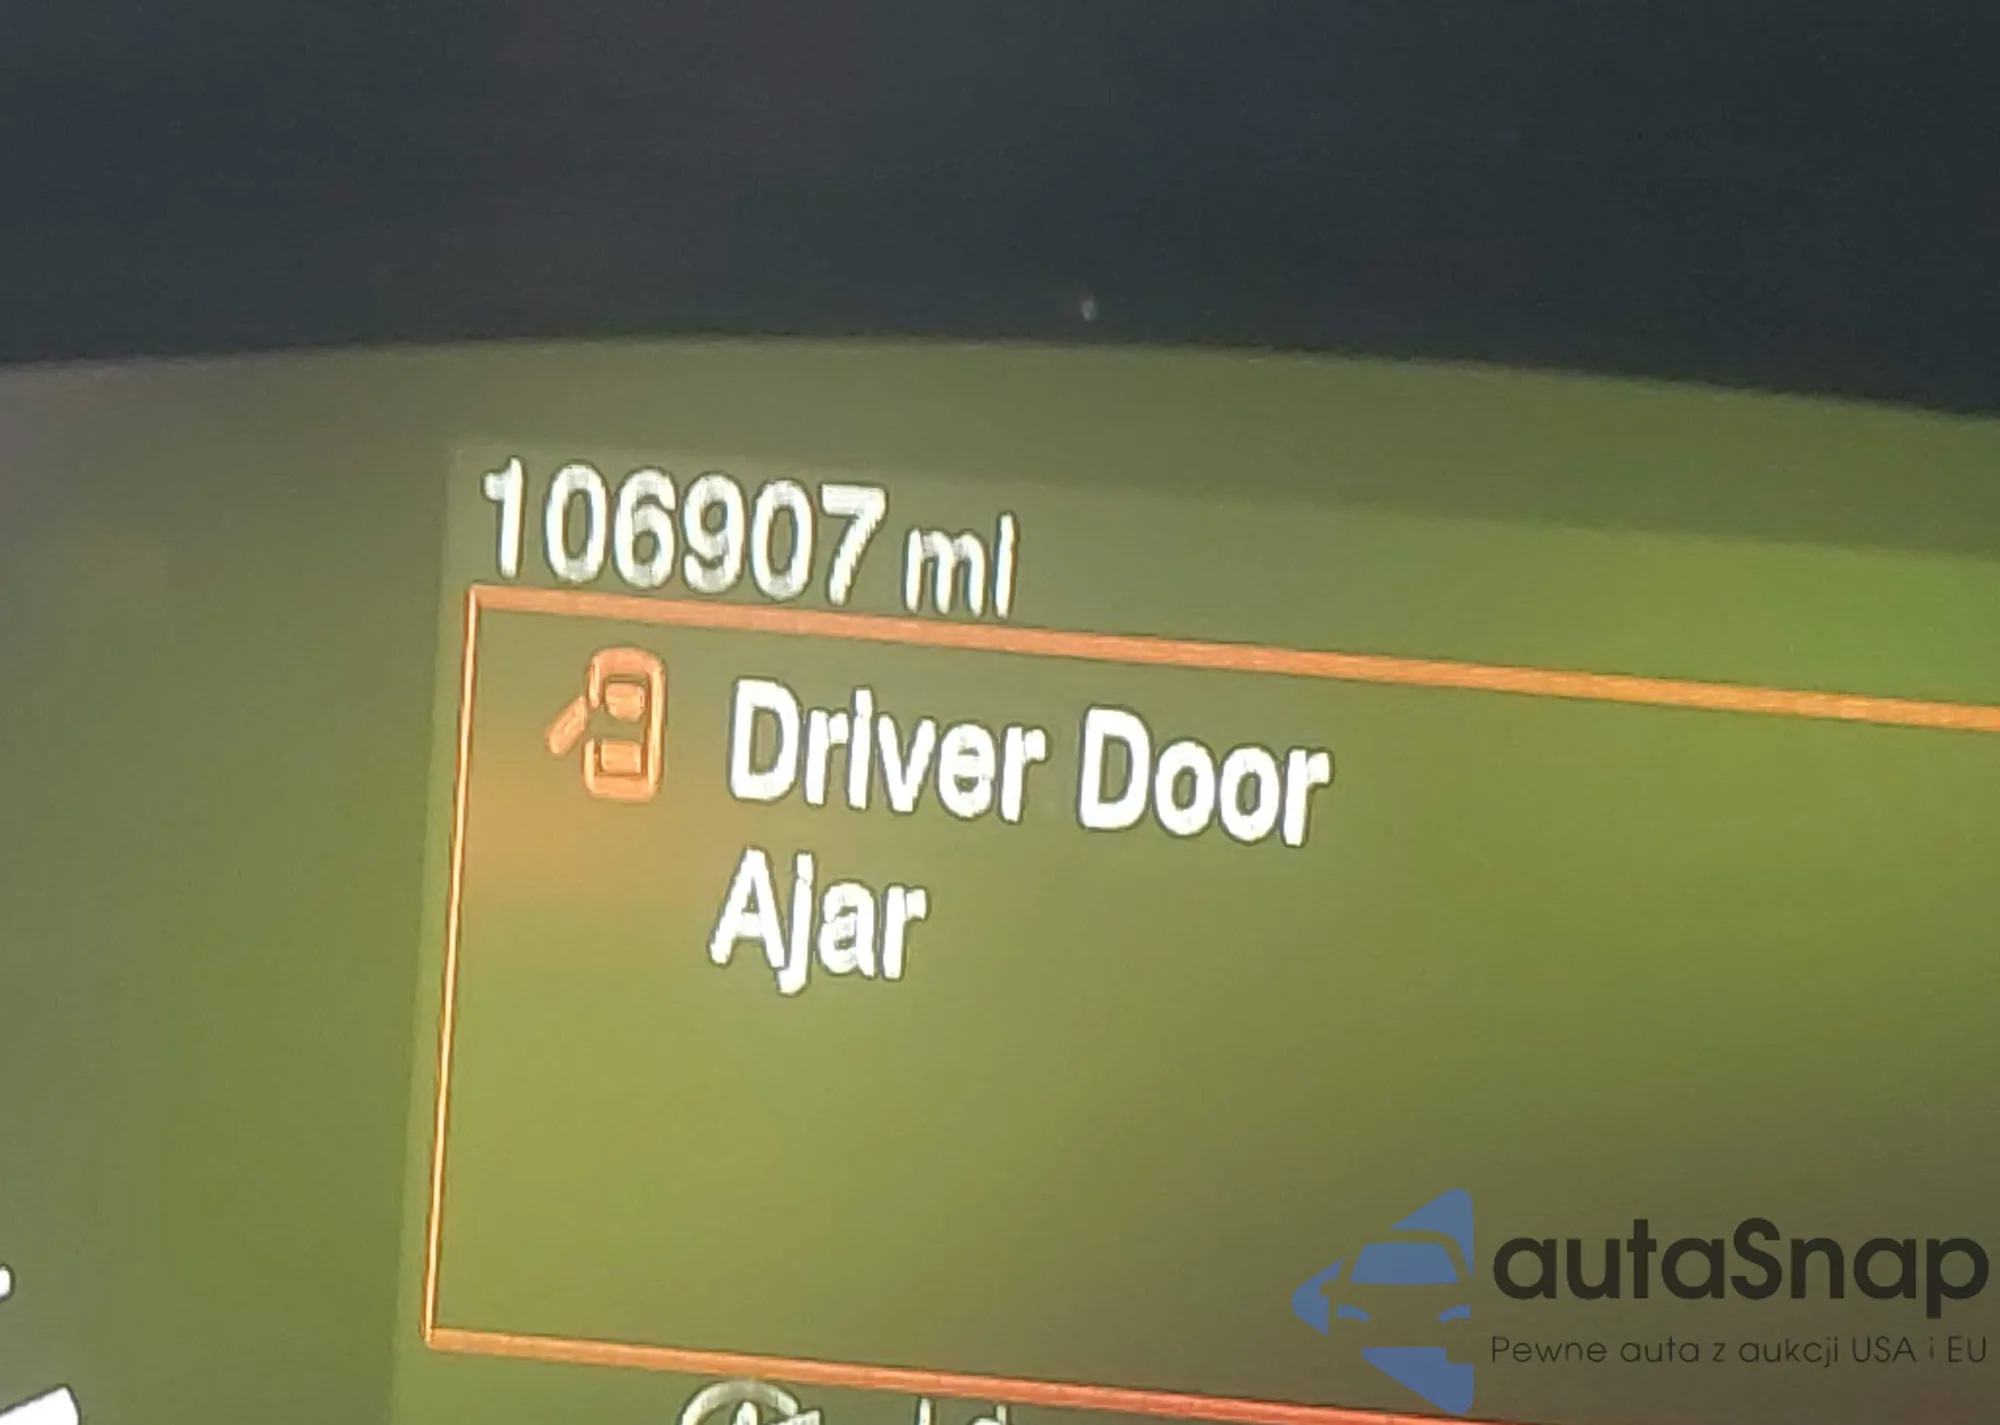 106907 mi
Driver Door
Ajar
autaSnap
Pewne auta z aukcji USA i EU